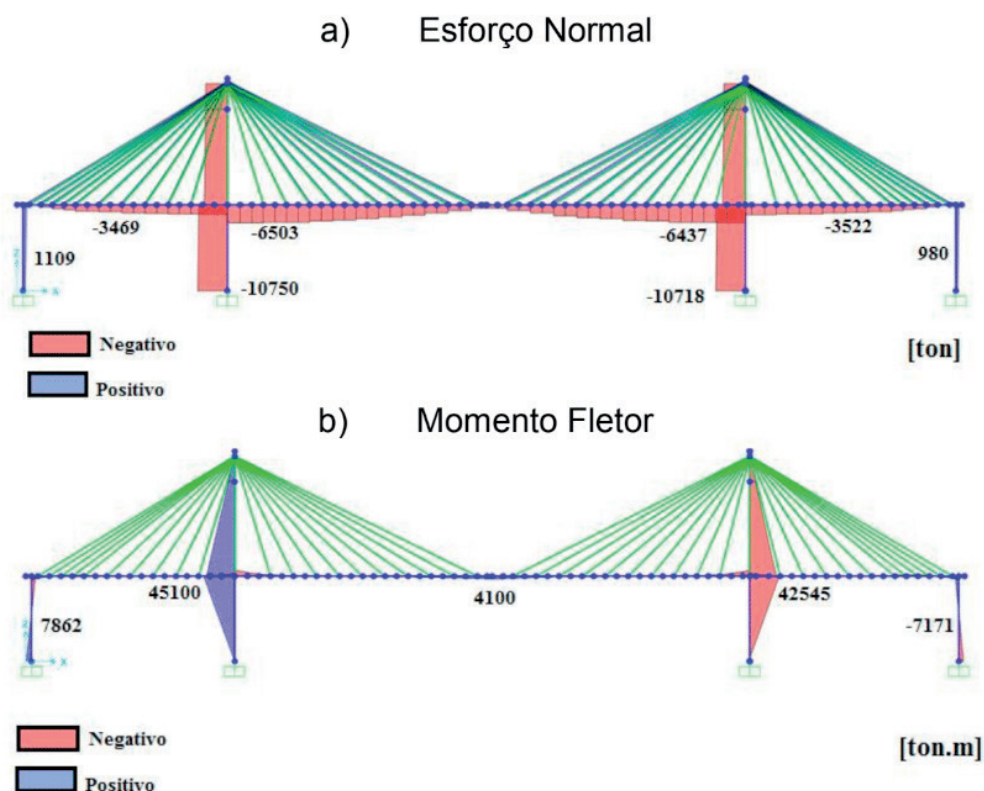 a) Esforço Normal
-3469
-6503
-6437
-3522
1109
980
-10750
-10718
Negativo
[ton]
Positivo
b) Momento Fletor
45100
4100
42545
7862
-7171
X
Negativo
[ton.m]
Positivo